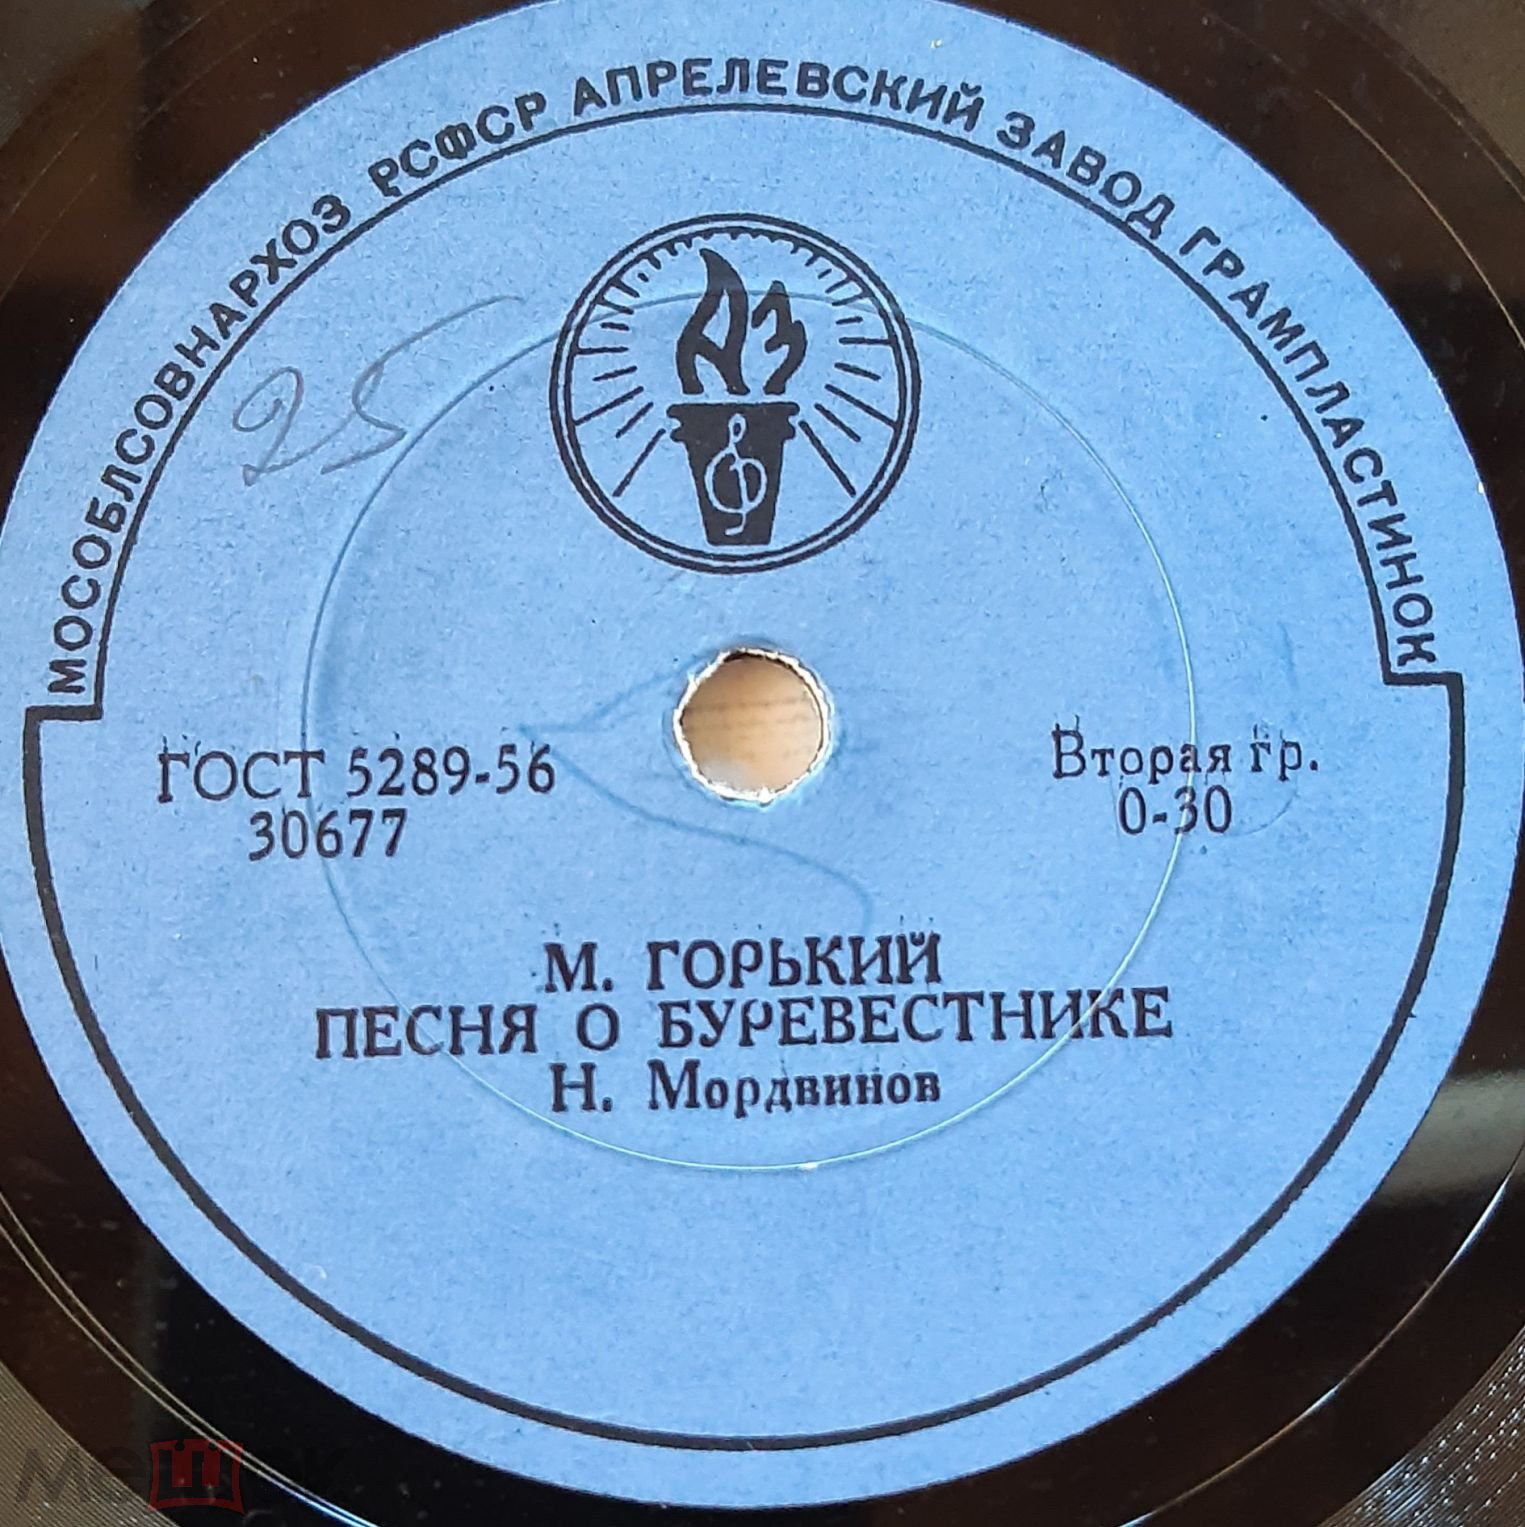 МОСОБЛСОВНАРХОЗ РСФСР АПРЕЛЕВСКИЙ ЗАВОД ГРАМПЛАСТИНОК
АЗ
25
ГОСТ 5289-56
30677
Вторая гр.
0-30
М. ГОРЬКИЙ
ПЕСНЯ О БУРЕВЕСТНИКЕ
Н. Мордвинов
мешок